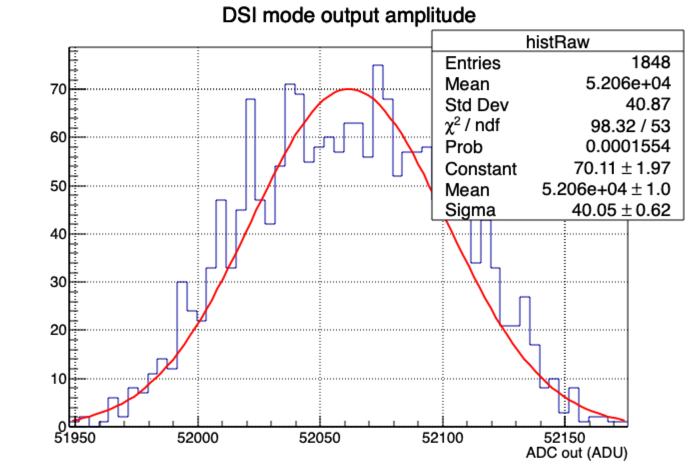 DSI mode output amplitude
histRaw
Entries 1848
Mean 5.206e+04
Std Dev 40.87
χ² / ndf 98.32 / 53
Prob 0.0001554
Constant 70.11 ± 1.97
Mean 5.206e+04 ± 1.0
Sigma 40.05 ± 0.62
70
60
50
40
30
20
10
0
51950 52000 52050 52100 52150
ADC out (ADU)